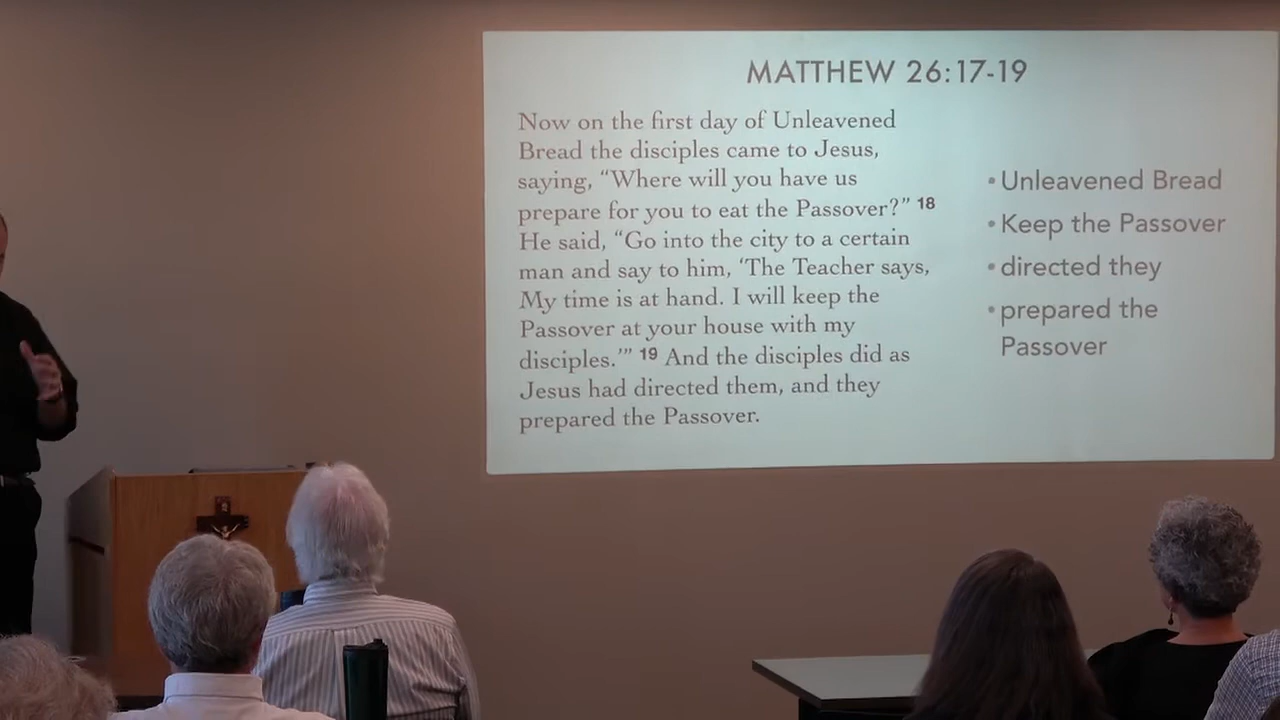 MATTHEW 26:17-19
Now on the first day of Unleavened
Bread the disciples came to Jesus,
saying, “Where will you have us
prepare for you to eat the Passover?” 18
He said, “Go into the city to a certain
man and say to him, ‘The Teacher says,
My time is at hand. I will keep the
Passover at your house with my
disciples.’” 19 And the disciples did as
Jesus had directed them, and they
prepared the Passover.
• Unleavened Bread
• Keep the Passover
• directed they
• prepared the
Passover